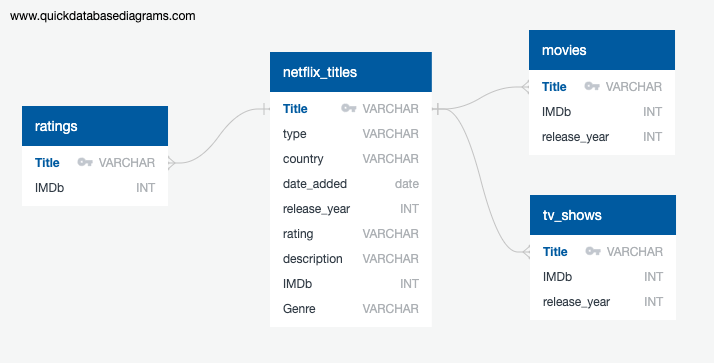 www.quickdatabasediagrams.com
ratings
Title VARCHAR
IMDb INT
netflix_titles
Title VARCHAR
type VARCHAR
country VARCHAR
date_added date
release_year INT
rating VARCHAR
description VARCHAR
IMDb INT
Genre VARCHAR
movies
Title VARCHAR
IMDb INT
release_year INT
tv_shows
Title VARCHAR
IMDb INT
release_year INT